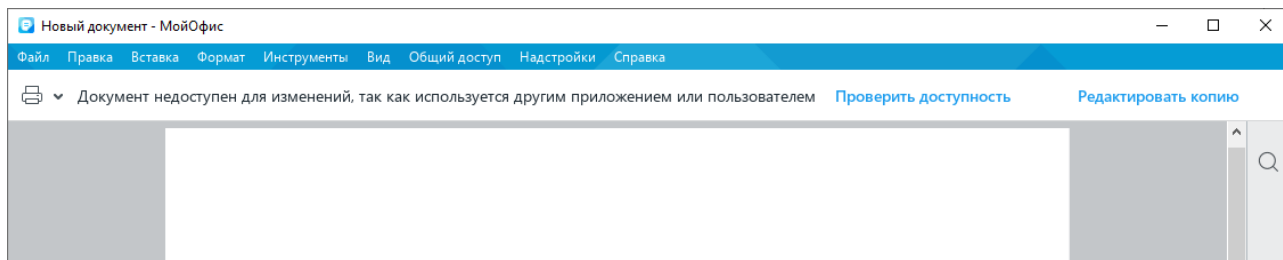 Новый документ - МойОфис
Файл Правка Вставка Формат Инструменты Вид Общий доступ Надстройки Справка
Документ недоступен для изменений, так как используется другим приложением или пользователем Проверить доступность Редактировать копию